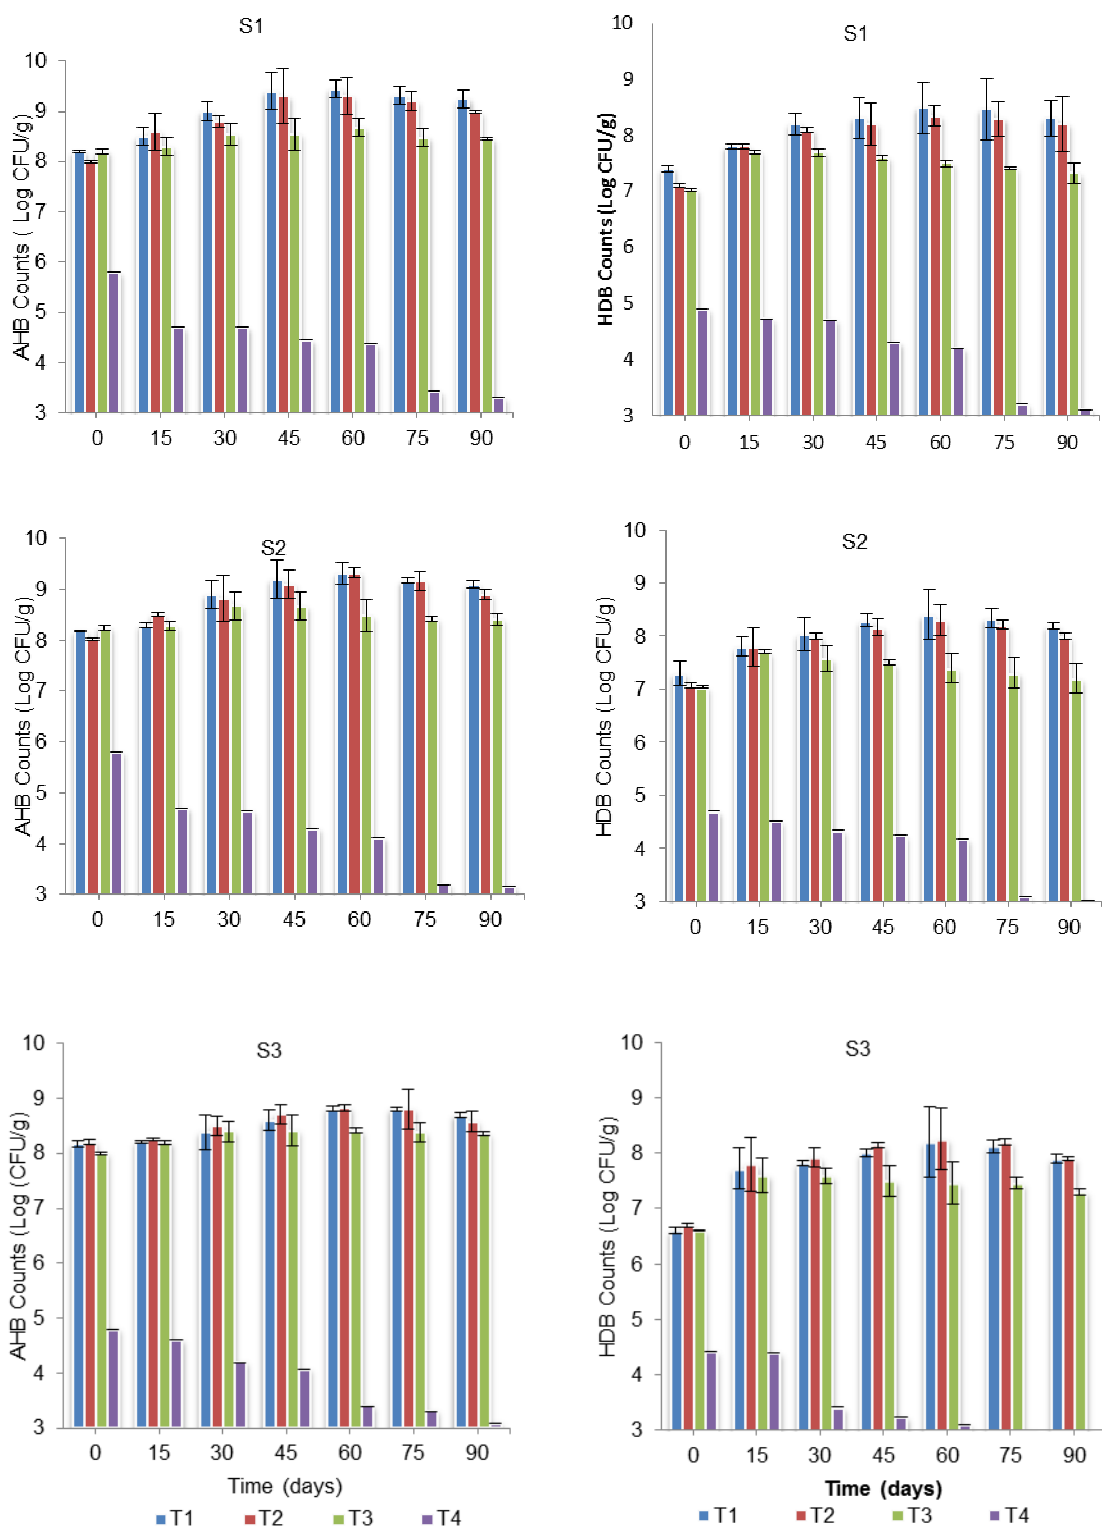 S1
AHB Counts ( Log CFU/g)
10
9
8
7
6
5
4
3
0 15 30 45 60 75 90
S1
HDB Counts (Log CFU/g)
10
9
8
7
6
5
4
3
0 15 30 45 60 75 90
S2
AHB Counts (Log CFU/g)
10
9
8
7
6
5
4
3
0 15 30 45 60 75 90
S2
HDB Counts (Log CFU/g)
10
9
8
7
6
5
4
3
0 15 30 45 60 75 90
S3
AHB Counts (Log (CFU/g)
10
9
8
7
6
5
4
3
0 15 30 45 60 75 90
Time (days)
T1 T2 T3 T4
S3
HDB Counts (Log CFU/g)
10
9
8
7
6
5
4
3
0 15 30 45 60 75 90
Time (days)
T1 T2 T3 T4